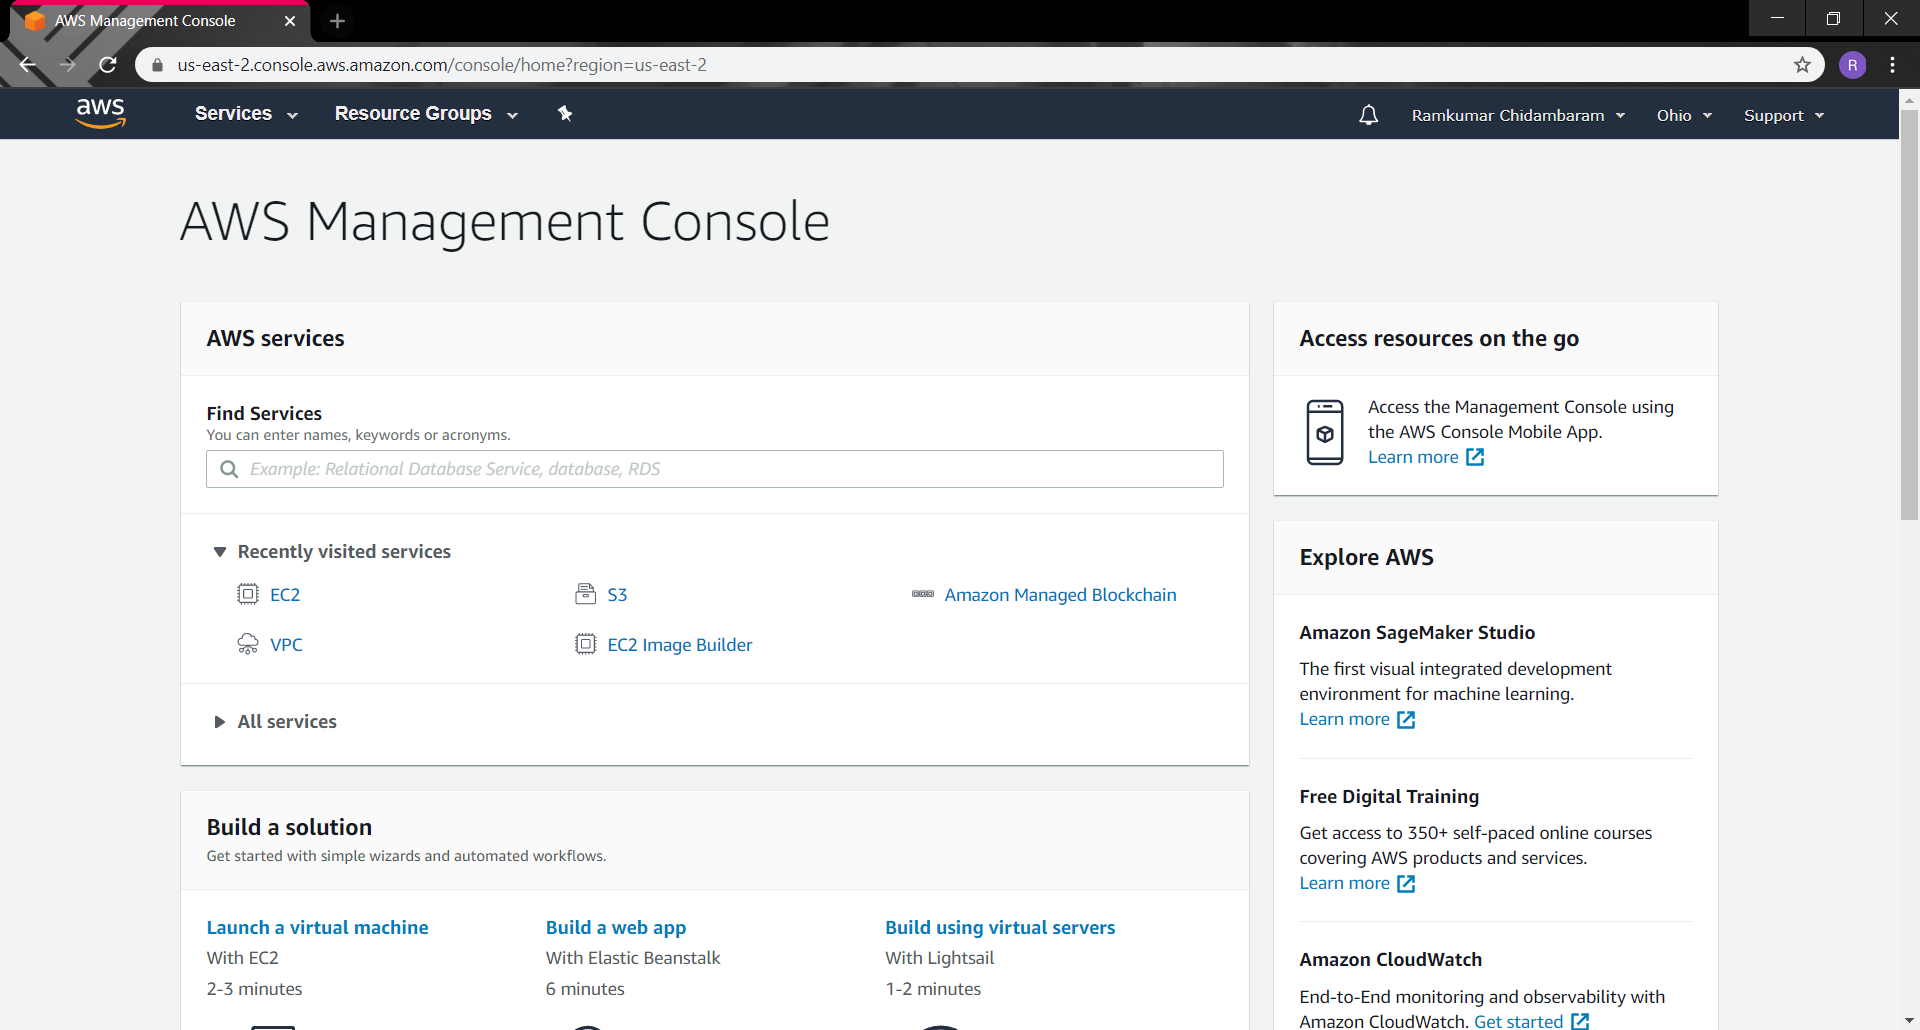 AWS Management Console
us-east-2.console.aws.amazon.com/console/home?region=us-east-2
R
aws
Services
Resource Groups
Ramkumar Chidambaram
Ohio
Support
AWS Management Console
AWS services
Find Services
You can enter names, keywords or acronyms.
Example: Relational Database Service, database, RDS
Recently visited services
EC2
S3
Amazon Managed Blockchain
VPC
EC2 Image Builder
All services
Build a solution
Get started with simple wizards and automated workflows.
Launch a virtual machine
With EC2
2-3 minutes
Build a web app
With Elastic Beanstalk
6 minutes
Build using virtual servers
With Lightsail
1-2 minutes
Access resources on the go
Access the Management Console using
the AWS Console Mobile App.
Learn more
Explore AWS
Amazon SageMaker Studio
The first visual integrated development
environment for machine learning.
Learn more
Free Digital Training
Get access to 350+ self-paced online courses
covering AWS products and services.
Learn more
Amazon CloudWatch
End-to-End monitoring and observability with
Amazon CloudWatch. Get started